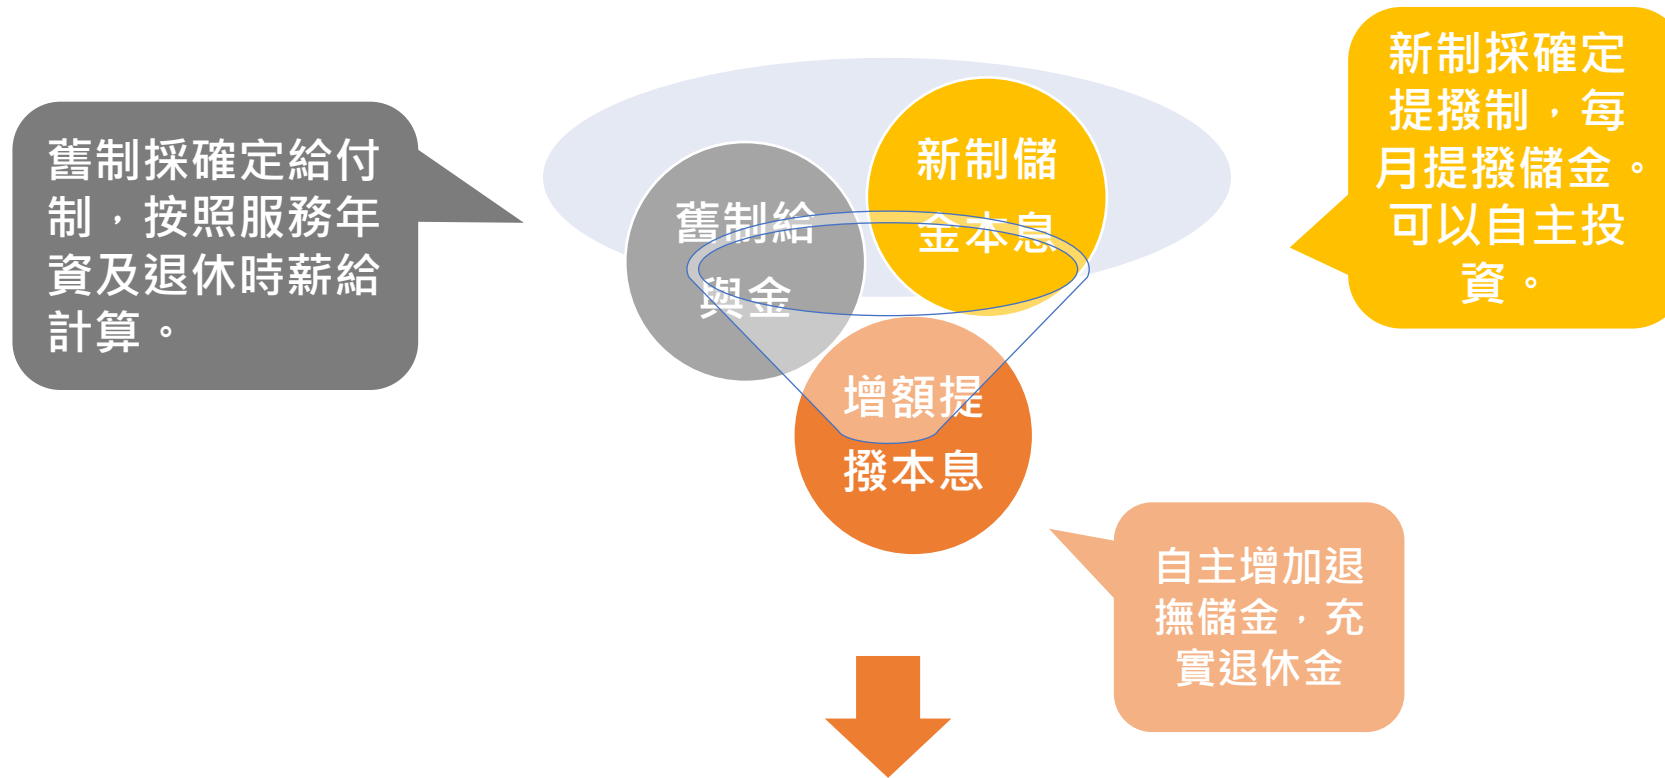 舊制採確定給付
制，按照服務年
資及退休時薪給
計算。
舊制給
與金
新制儲
金本息
新制採確定
提撥制，每
月提撥儲金。
可以自主投
資。
增額提
撥本息
自主增加退
撫儲金，充
實退休金